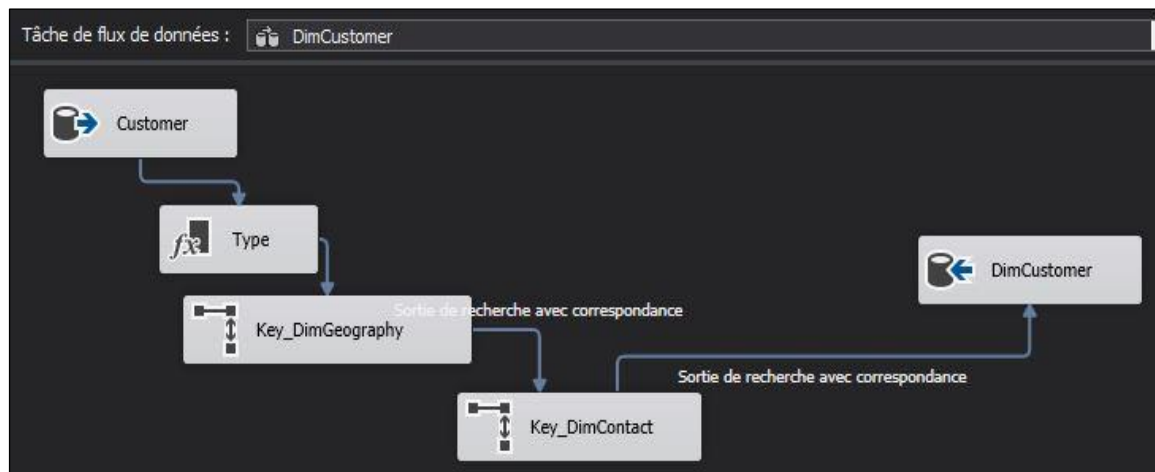 Tâche de flux de données : DimCustomer
Customer
fx Type
DimCustomer
Sortie de recherche avec correspondance
Key_DimGeography
Sortie de recherche avec correspondance
Key_DimContact